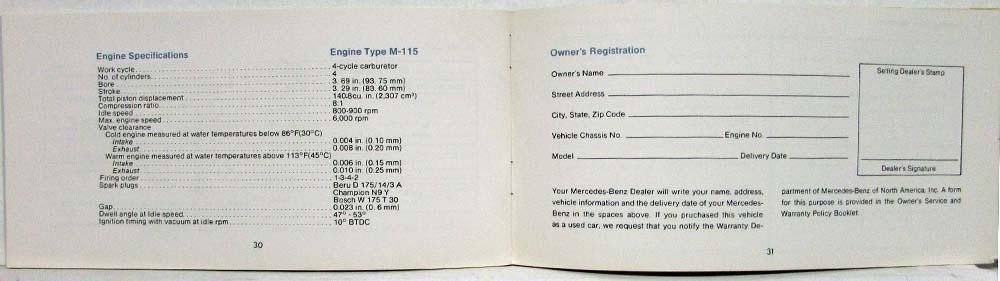 Engine Specifications Engine Type M-115
Work cycle 4-cycle carburetor
No. of cylinders 4
Bore 3. 69 in. (93. 75 mm)
Stroke 3. 29 in. (83. 60 mm)
Total piston displacement 140.8cu. in. (2,307 cm³)
Compression ratio 8:1
Idle speed 800-900 rpm
Max. engine speed 6,000 rpm
Valve clearance
Cold engine measured at water temperatures below 86°F(30°C)
Intake 0.004 in. (0.10 mm)
Exhaust 0.008 in. (0.20 mm)
Warm engine measured at water temperatures above 113°F(45°C)
Intake 0.006 in. (0.15 mm)
Exhaust 0.010 in. (0.25 mm)
Firing order 1-3-4-2
Spark plugs Beru D 175/14/3 A
Champion N9 Y
Bosch W 175 T 30
Gap 0.023 in. (0. 6 mm)
Dwell angle at idle speed 47° - 53°
Ignition timing with vacuum at idle rpm 10° BTDC
30
Owner's Registration
Owner's Name
Street Address
City, State, Zip Code
Vehicle Chassis No. Engine No.
Model Delivery Date
Selling Dealer's Stamp
Dealer's Signature
Your Mercedes-Benz Dealer will write your name, address,
vehicle information and the delivery date of your Mercedes-
Benz in the spaces above. If you pruchased this vehicle
as a used car, we request that you notify the Warranty De-
partment of Mercedes-Benz of North America, Inc. A form
for this purpose is provided in the Owner's Service and
Warranty Policy Booklet.
31